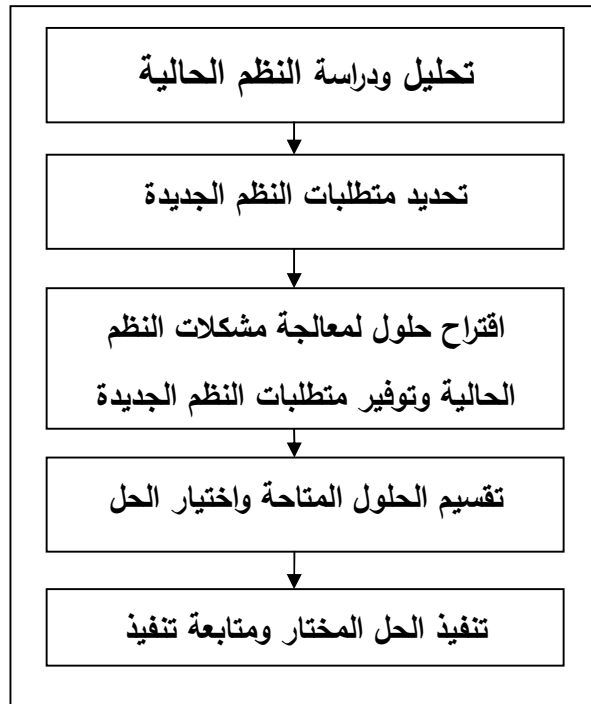 تحليل ودراسة النظم الحالية
تحديد متطلبات النظم الجديدة
اقتراح حلول لمعالجة مشكلات النظم
الحالية وتوفير متطلبات النظم الجديدة
تقسيم الحلول المتاحة واختيار الحل
تنفيذ الحل المختار ومتابعة تنفيذ